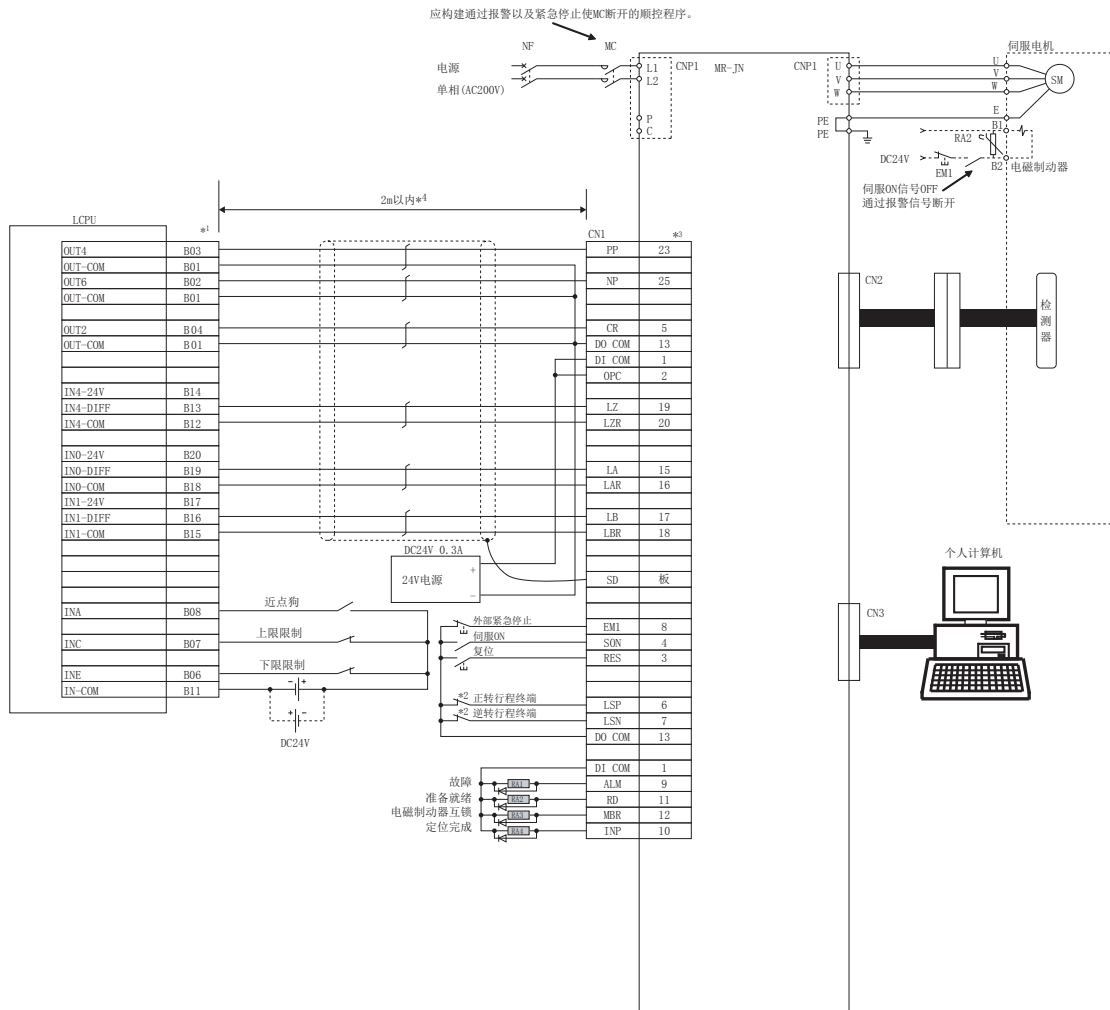 应构建通过报警以及紧急停止使MC断开的顺控程序。
NF MC
电源
单相(AC200V)
L1 CNP1 MR-JN CNP1 U
L2 V
W
P
C
PE
PE
伺服电机
U
V
W
SM
E
B1
RA2
DC24V
EM1
B2 电磁制动器
伺服ON信号OFF
通过报警信号断开
2m以内*4
LCPU
*1
CN1 *3
OUT4 B03 PP 23
OUT-COM B01
OUT6 B02 NP 25
OUT-COM B01
OUT2 B04 CR 5
OUT-COM B01 DO COM 13
DI COM 1
OPC 2
IN4-24V B14
IN4-DIFF B13 LZ 19
IN4-COM B12 LZR 20
IN0-24V B20
IN0-DIFF B19 LA 15
IN0-COM B18 LAR 16
IN1-24V B17
IN1-DIFF B16 LB 17
IN1-COM B15 LBR 18
DC24V 0.3A
24V电源
+
-
SD 板
INA B08 近点狗
外部紧急停止 EM1 8
INC B07 上限限制
伺服ON SON 4
复位 RES 3
INE B06 下限限制
IN-COM B11
- +
+ -
DC24V
*2 正转行程终端 LSP 6
*2 逆转行程终端 LSN 7
DO COM 13
DI COM 1
故障 RA1 ALM 9
准备就绪 RA2 RD 11
电磁制动器互锁 RA3 MBR 12
定位完成 RA4 INP 10
CN2
检测器
个人计算机
CN3